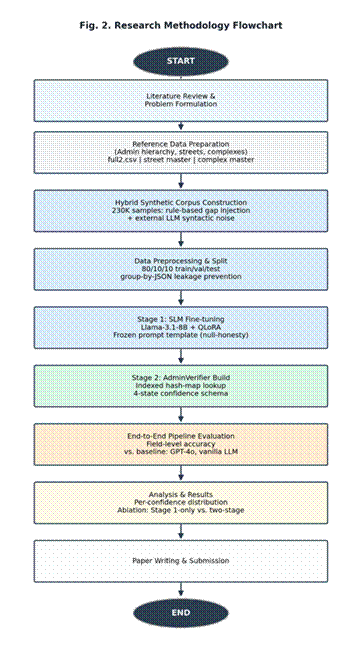 Fig. 2. Research Methodology Flowchart
START
Literature Review &
Problem Formulation
Reference Data Preparation
(Admin hierarchy, streets, complexes)
full2.csv | street master | complex master
Hybrid Synthetic Corpus Construction
230K samples: rule-based gap injection
+ external LLM syntactic noise
Data Preprocessing & Split
80/10/10 train/val/test
group-by-JSON leakage prevention
Stage 1: SLM Fine-tuning
Llama-3.1-8B + QLoRA
Frozen prompt template (null-honesty)
Stage 2: AdminVerifier Build
Indexed hash-map lookup
4-state confidence schema
End-to-End Pipeline Evaluation
Field-level accuracy
vs. baseline: GPT-4o, vanilla LLM
Analysis & Results
Per-confidence distribution
Ablation: Stage 1-only vs. two-stage
Paper Writing & Submission
END